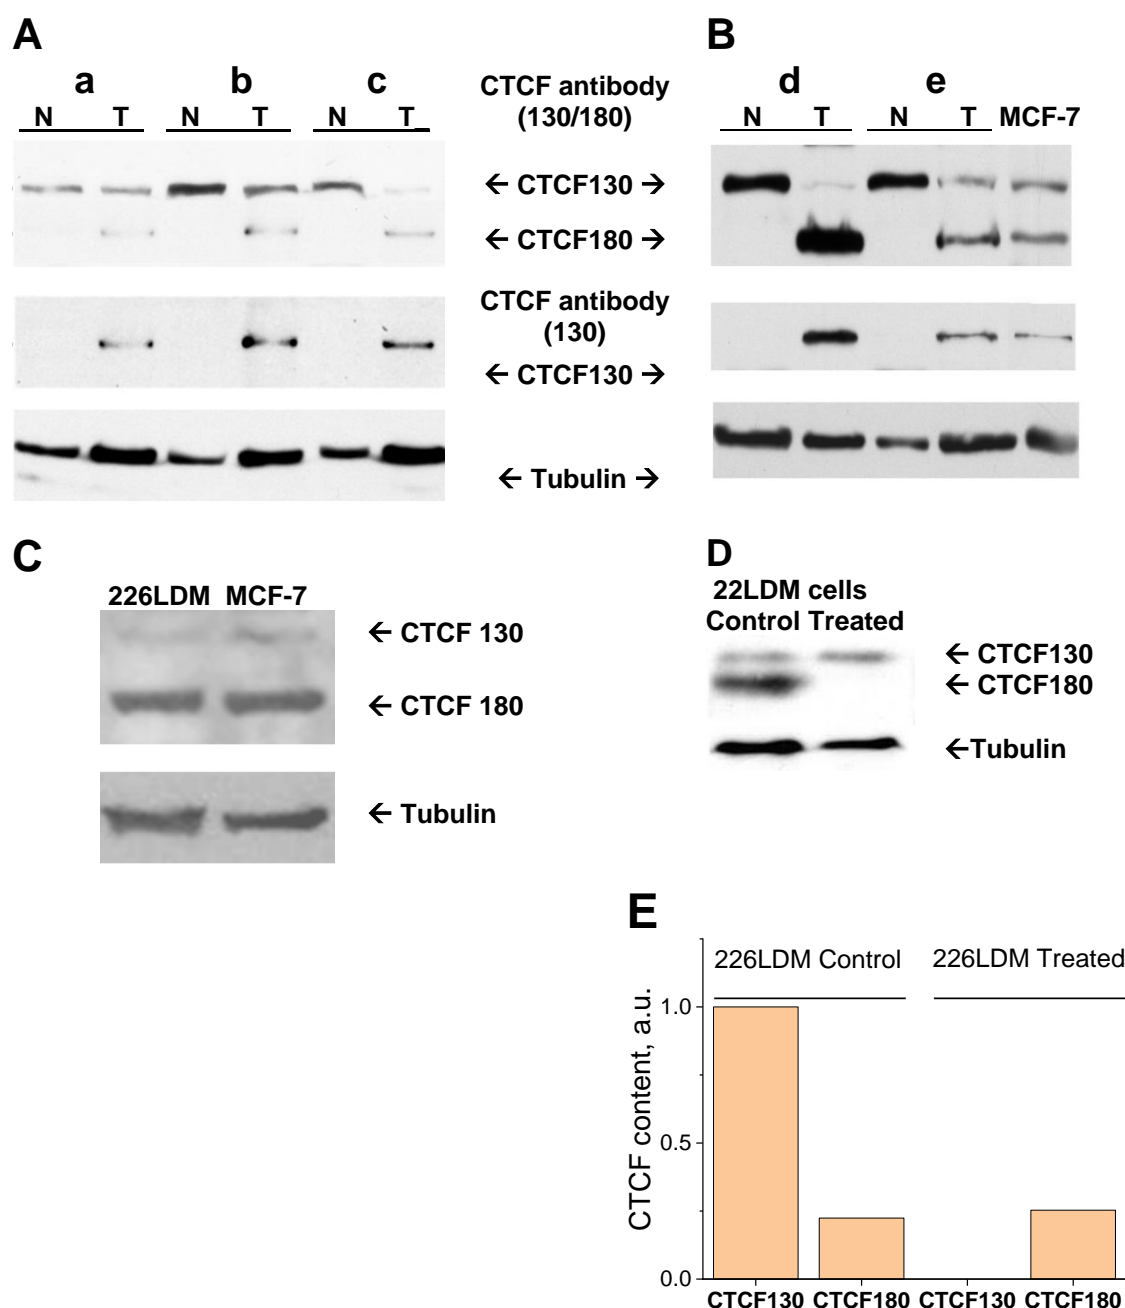 A
a b c
N T N T N T_
CTCF antibody
(130/180)
← CTCF130 →
← CTCF180 →
CTCF antibody
(130)
← CTCF130 →
← Tubulin →
B
d e
N T N T MCF-7
C
226LDM MCF-7
← CTCF 130
← CTCF 180
← Tubulin
D
22LDM cells
Control Treated
← CTCF130
← CTCF180
←Tubulin
E
226LDM Control 226LDM Treated
CTCF content, a.u.
1.0
0.5
0.0
CTCF130 CTCF180 CTCF130 CTCF180